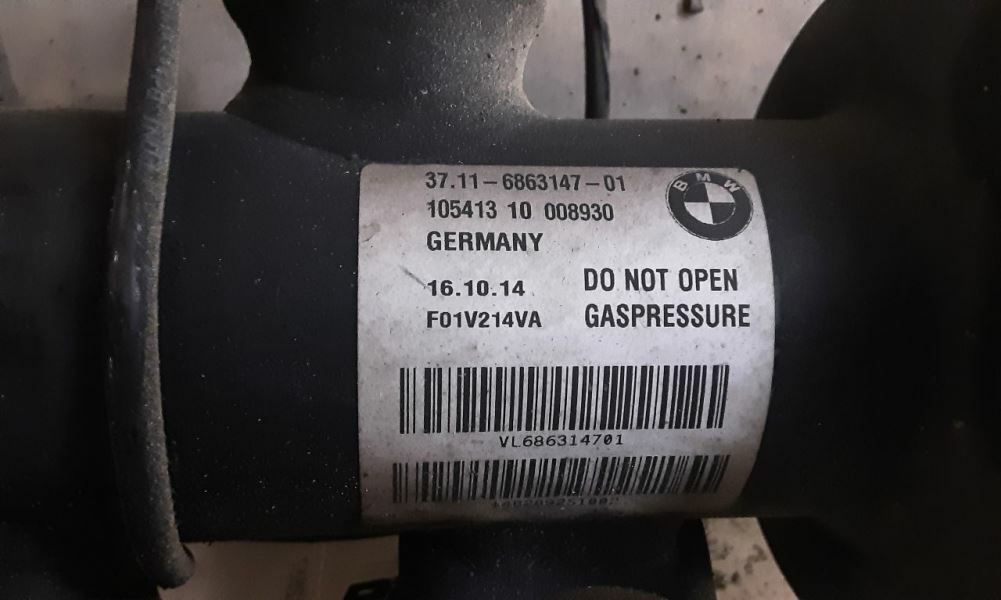 37.11-6863147-01
BMW
105413 10 008930
GERMANY
16.10.14
DO NOT OPEN
F01V214VA
GASPRESSURE
VL686314701